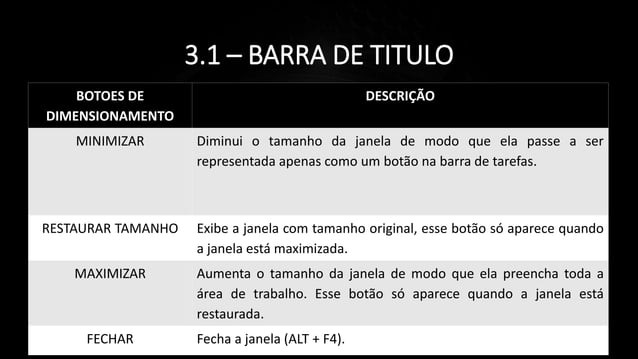 3.1 – BARRA DE TITULO
BOTOES DE
DIMENSIONAMENTO
DESCRIÇÃO
MINIMIZAR
Diminui o tamanho da janela de modo que ela passe a ser
representada apenas como um botão na barra de tarefas.
RESTAURAR TAMANHO
Exibe a janela com tamanho original, esse botão só aparece quando
a janela está maximizada.
MAXIMIZAR
Aumenta o tamanho da janela de modo que ela preencha toda a
área de trabalho. Esse botão só aparece quando a janela está
restaurada.
FECHAR
Fecha a janela (ALT + F4).